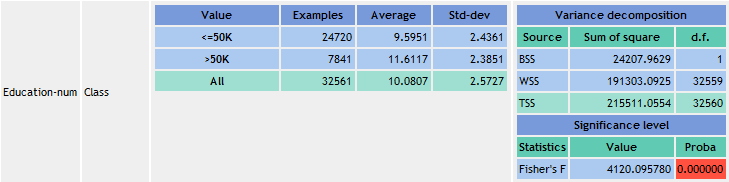 Education-num Class
Value Examples Average Std-dev
<=50K 24720 9.5951 2.4361
>50K 7841 11.6117 2.3851
All 32561 10.0807 2.5727
Variance decomposition
Source Sum of square d.f.
BSS 24207.9629 1
WSS 191303.0925 32559
TSS 215511.0554 32560
Significance level
Statistics Value Proba
Fisher's F 4120.095780 0.000000